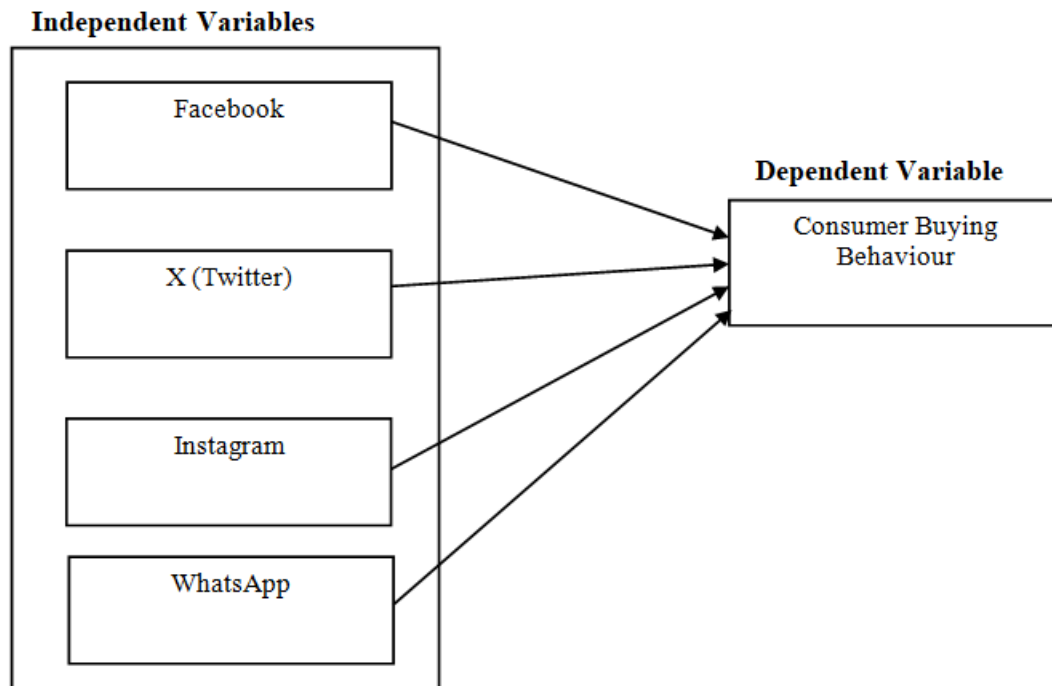 Independent Variables
Facebook
X (Twitter)
Instagram
WhatsApp
Dependent Variable
Consumer Buying
Behaviour